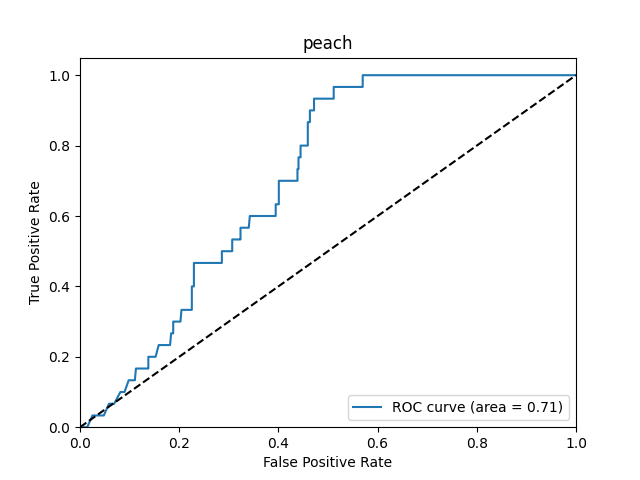 peach
True Positive Rate
1.0
0.8
0.6
0.4
0.2
0.0
ROC curve (area = 0.71)
0.0 0.2 0.4 0.6 0.8 1.0
False Positive Rate